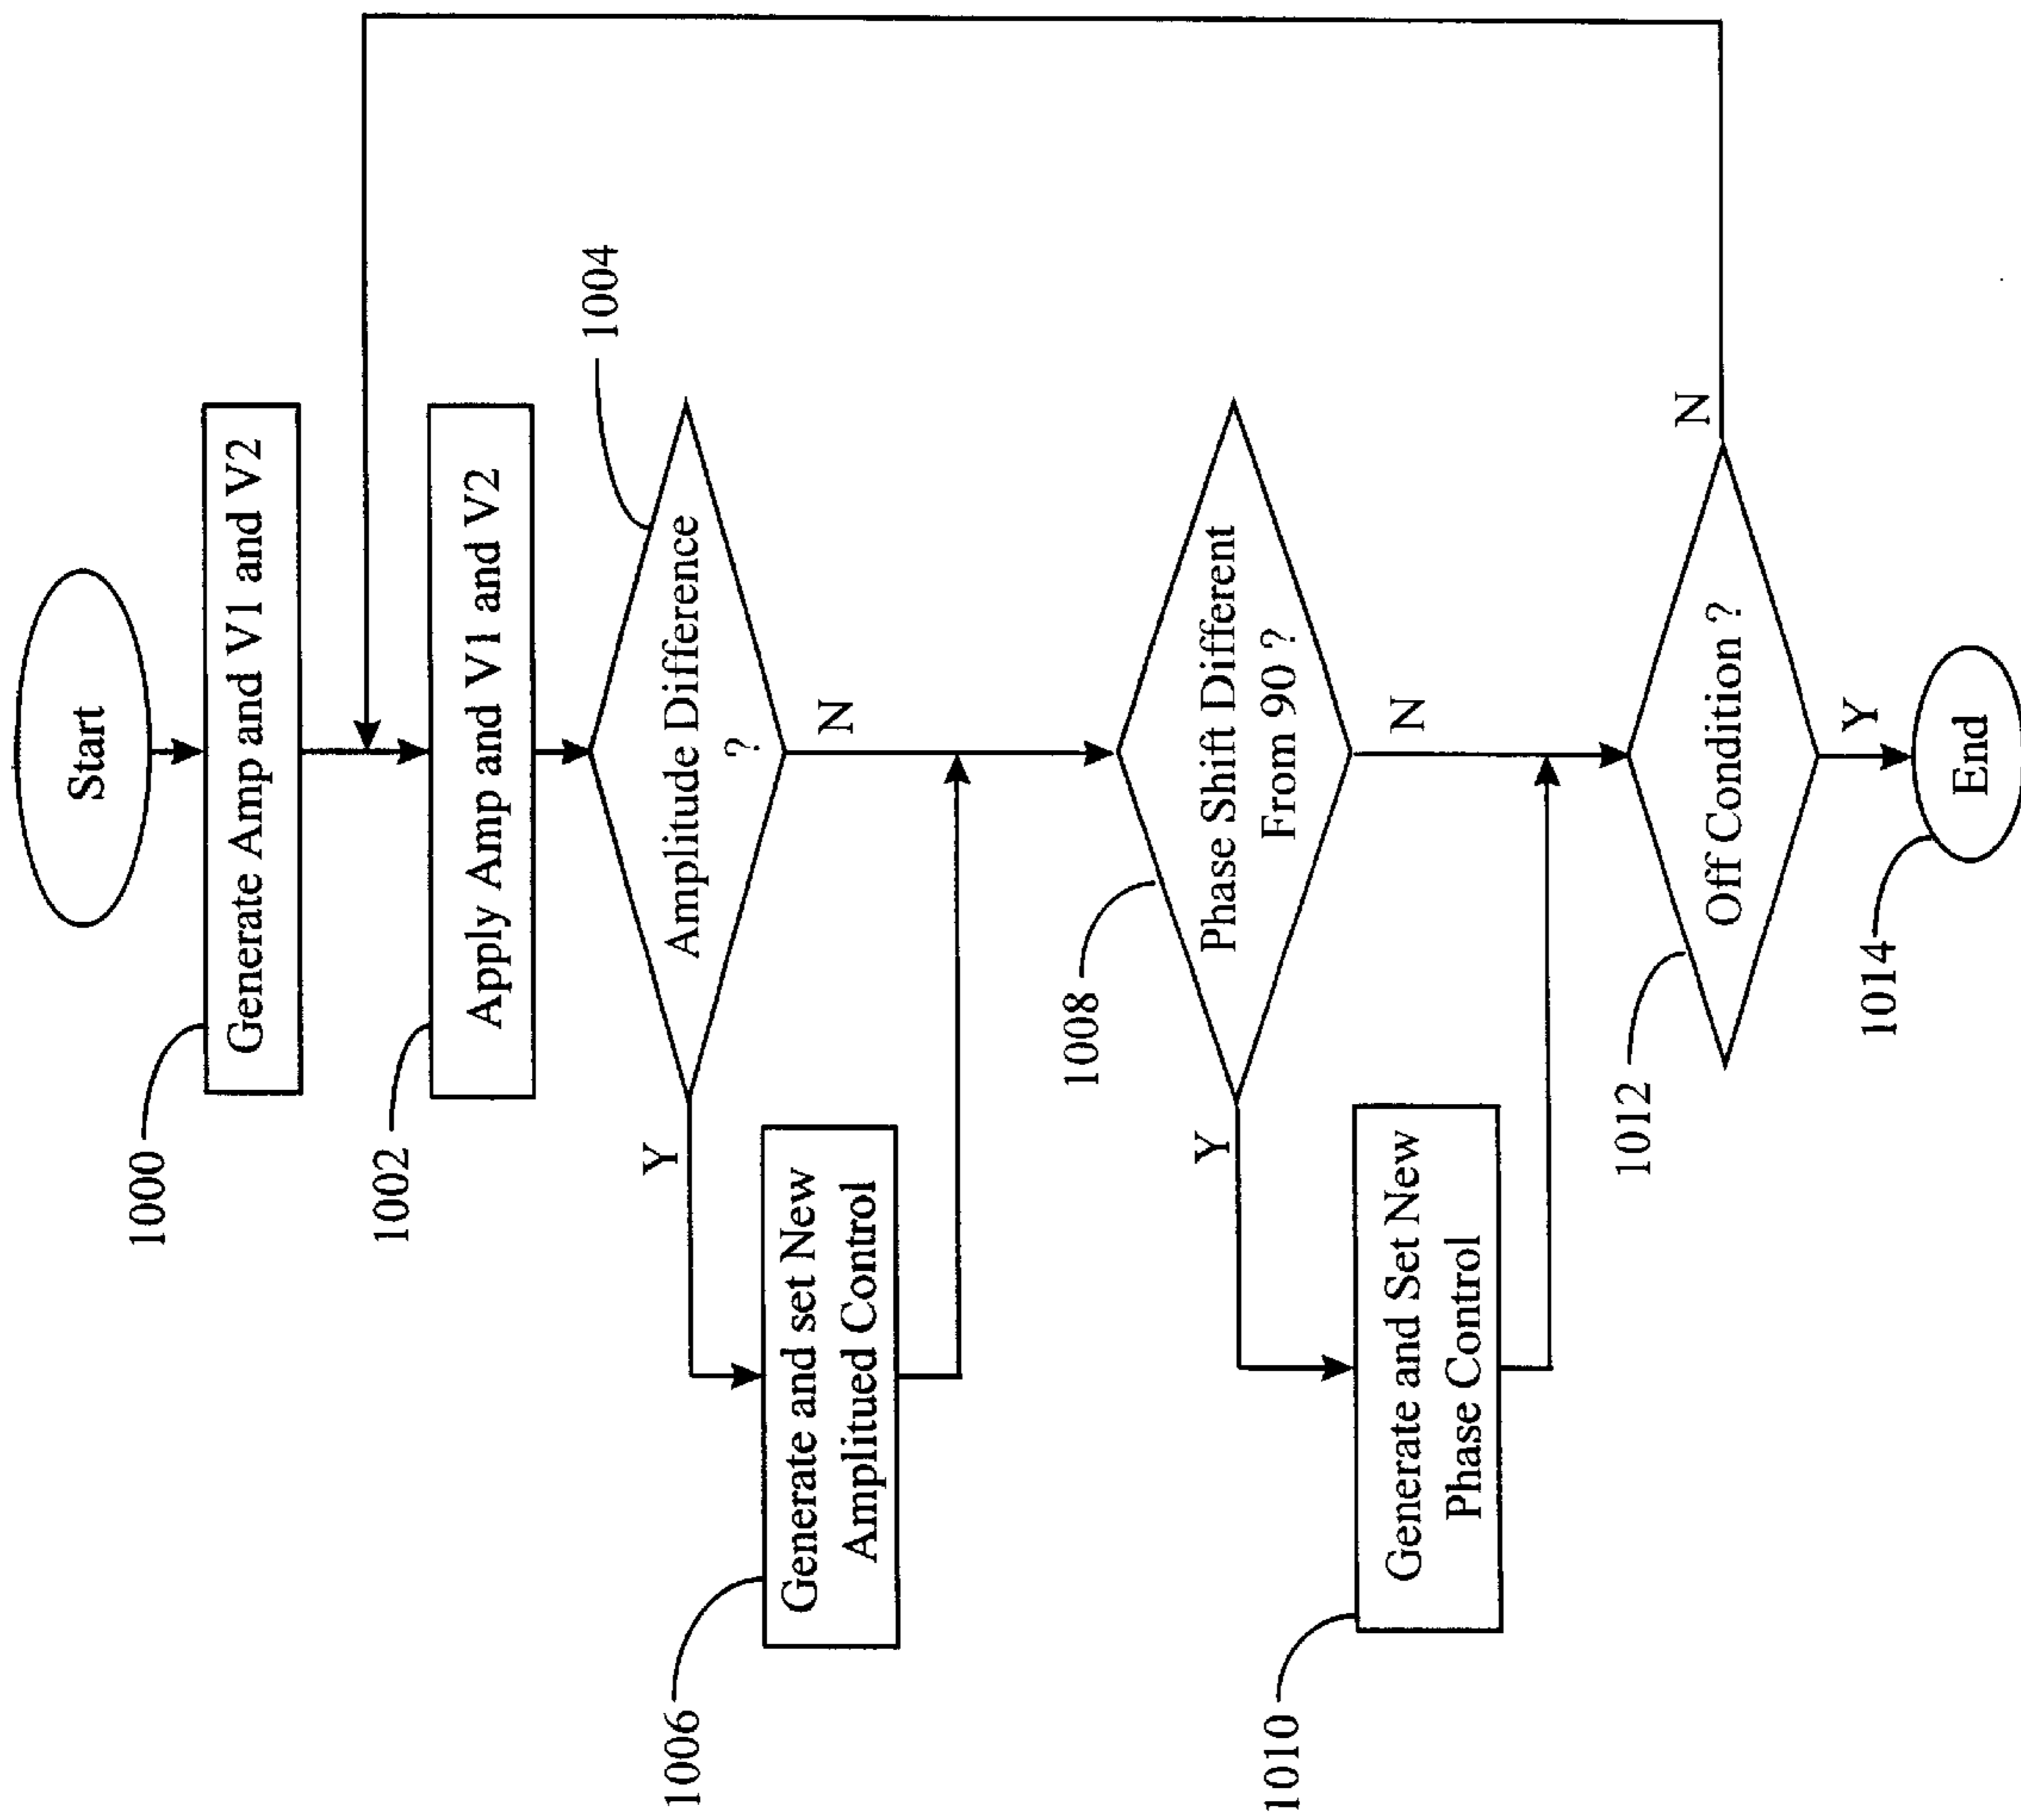 Start
1000
Generate Amp and V1 and V2
1002
Apply Amp and V1 and V2
1004
Amplitude Difference
?
Y
N
1006
Generate and set New
Amplitued Control
1008
Phase Shift Different
From 90 ?
Y
N
1010
Generate and Set New
Phase Control
1012
Off Condition ?
N
Y
1014
End